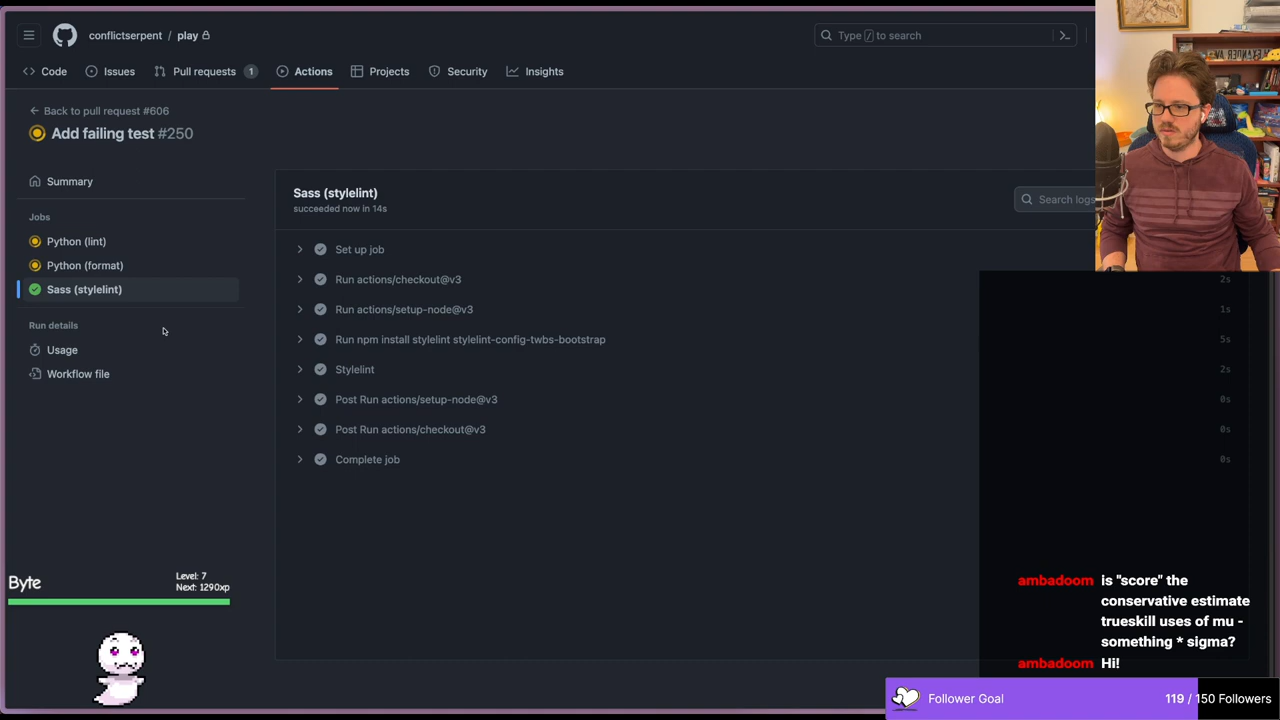 conflictserpent / play
Type / to search
Code
Issues
Pull requests 1
Actions
Projects
Security
Insights
Back to pull request #606
Add failing test #250
Summary
Jobs
Python (lint)
Python (format)
Sass (stylelint)
Run details
Usage
Workflow file
Sass (stylelint)
succeeded now in 14s
Search logs
Set up job
Run actions/checkout@v3 2s
Run actions/setup-node@v3 1s
Run npm install stylelint stylelint-config-twbs-bootstrap 5s
Stylelint 2s
Post Run actions/setup-node@v3 0s
Post Run actions/checkout@v3 0s
Complete job 0s
Byte
Level: 7
Next: 1290xp
ambadoom is "score" the
conservative estimate
trueskill uses of mu -
something * sigma?
ambadoom Hi!
Follower Goal 119 / 150 Followers